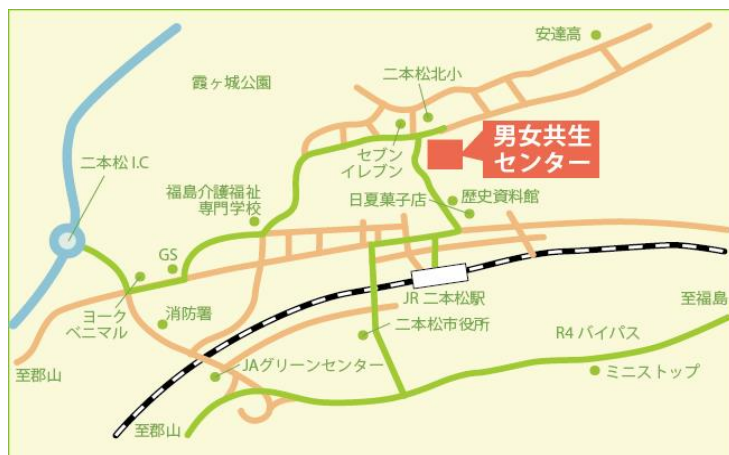 安達高
二本松北小
霞ヶ城公園
男女共生
センター
セブン
イレブン
二本松 I.C
福島介護福祉
専門学校
日夏菓子店
歴史資料館
GS
JR 二本松駅
至福島
ヨーク
ベニマル
消防署
二本松市役所
R4 バイパス
至郡山
JAグリーンセンター
ミニストップ
至郡山